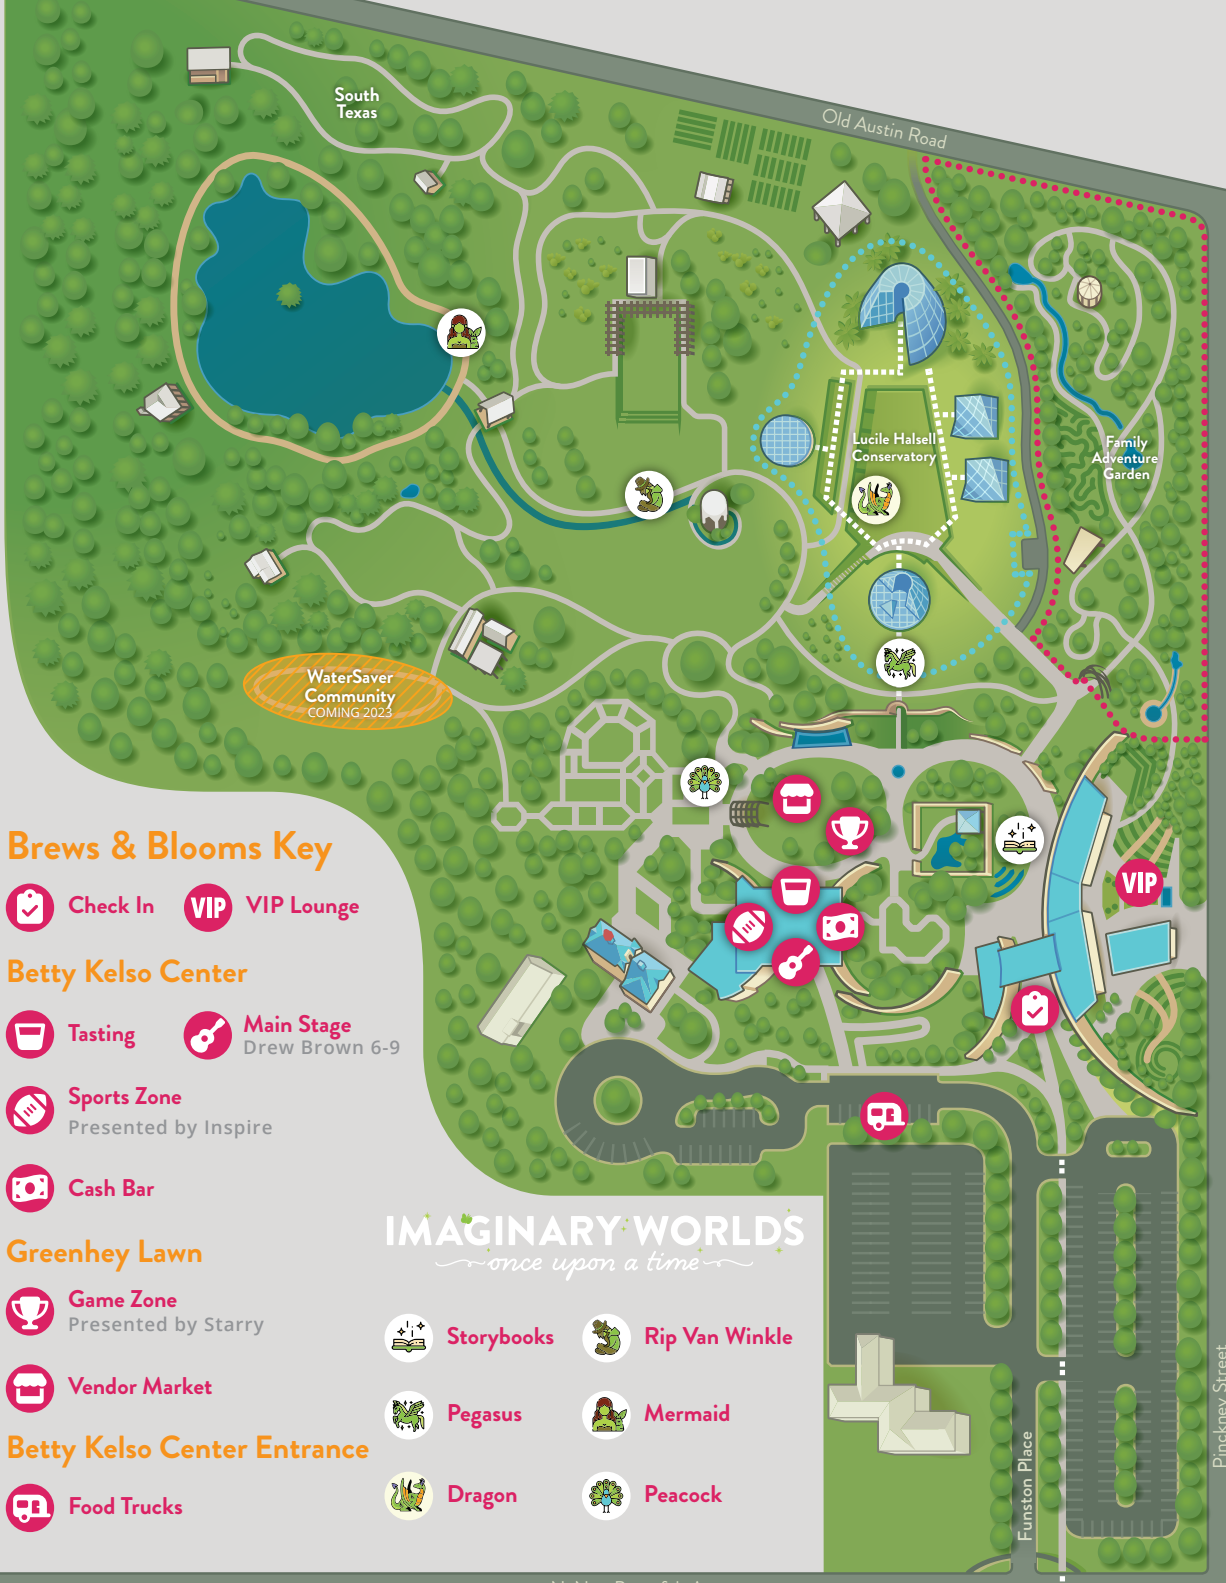 Old Austin Road
South
Texas
Lucile Halsell
Conservatory
Family
Adventure
Garden
WaterSaver
Community
COMING 2023
VIP
Brews & Blooms Key
Check In
VIP
VIP Lounge
Betty Kelso Center
Tasting
Main Stage
Drew Brown 6-9
Sports Zone
Presented by Inspire
Cash Bar
Greenhey Lawn
Game Zone
Presented by Starry
Vendor Market
Betty Kelso Center Entrance
Food Trucks
IMAGINARY WORLDS
once upon a time
Storybooks
Rip Van Winkle
Pegasus
Mermaid
Dragon
Peacock
Funston Place
Pinckney Street